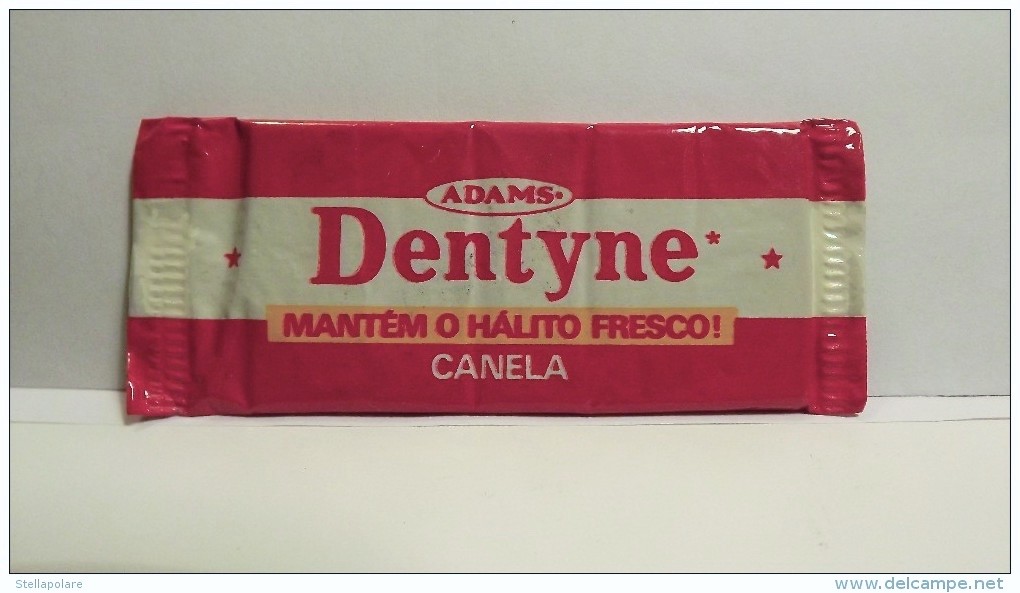 ADAMS
Dentyne*
MANTÉM O HÁLITO FRESCO!
CANELA
Stellapolare
www.delcampe.net